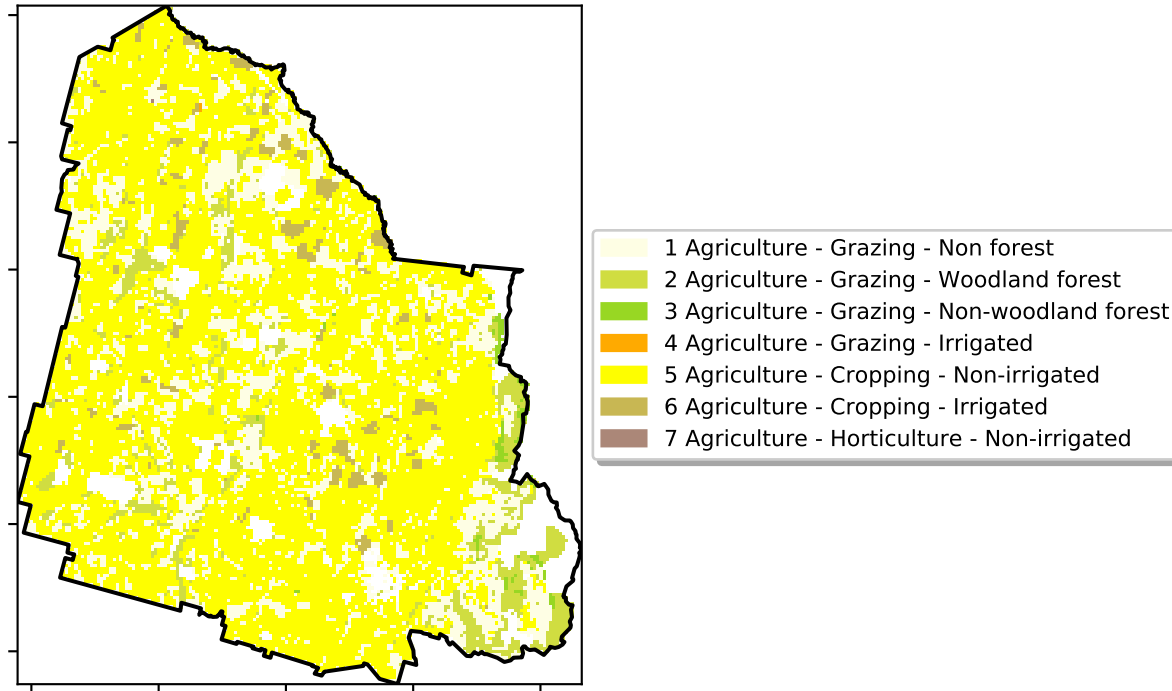 1 Agriculture - Grazing - Non forest
2 Agriculture - Grazing - Woodland forest
3 Agriculture - Grazing - Non-woodland forest
4 Agriculture - Grazing - Irrigated
5 Agriculture - Cropping - Non-irrigated
6 Agriculture - Cropping - Irrigated
7 Agriculture - Horticulture - Non-irrigated